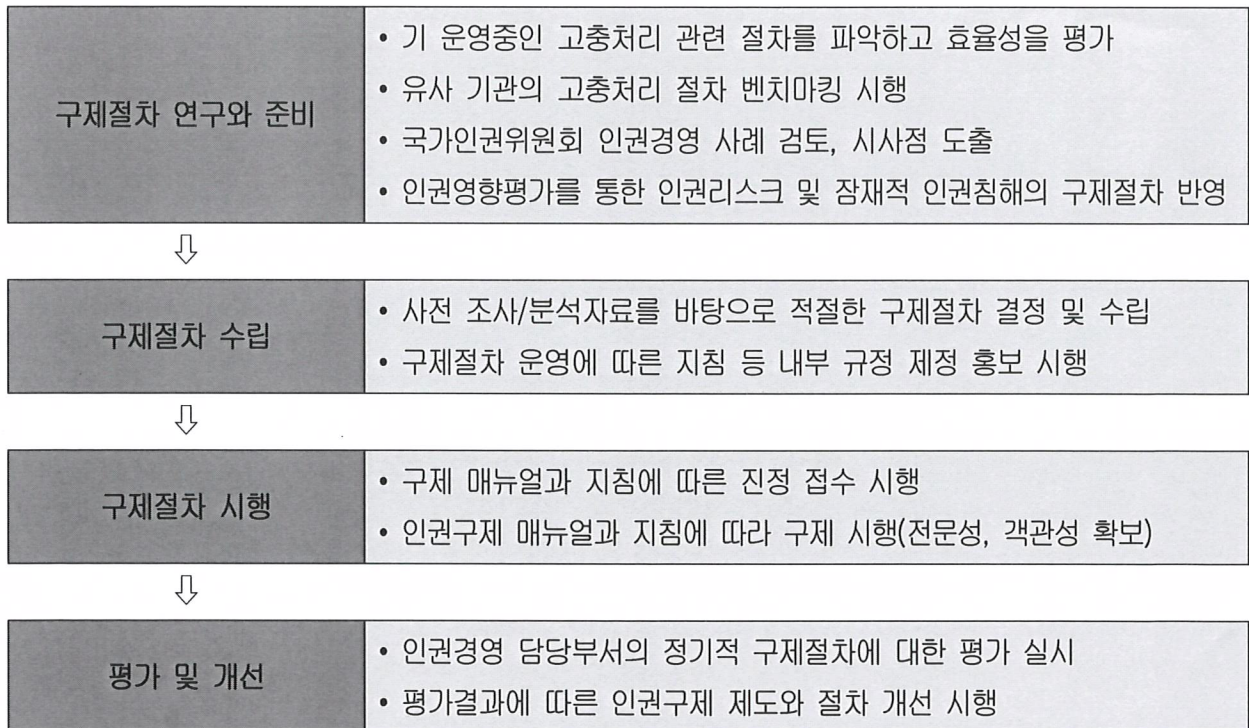 구제절차 연구와 준비
• 기 운영중인 고충처리 관련 절차를 파악하고 효율성을 평가
• 유사 기관의 고충처리 절차 벤치마킹 시행
• 국가인권위원회 인권경영 사례 검토, 시사점 도출
• 인권영향평가를 통한 인권리스크 및 잠재적 인권침해의 구제절차 반영
⇩
구제절차 수립
• 사전 조사/분석자료를 바탕으로 적절한 구제절차 결정 및 수립
• 구제절차 운영에 따른 지침 등 내부 규정 제정 홍보 시행
⇩
구제절차 시행
• 구제 매뉴얼과 지침에 따른 진정 접수 시행
• 인권구제 매뉴얼과 지침에 따라 구제 시행(전문성, 객관성 확보)
⇩
평가 및 개선
• 인권경영 담당부서의 정기적 구제절차에 대한 평가 실시
• 평가결과에 따른 인권구제 제도와 절차 개선 시행